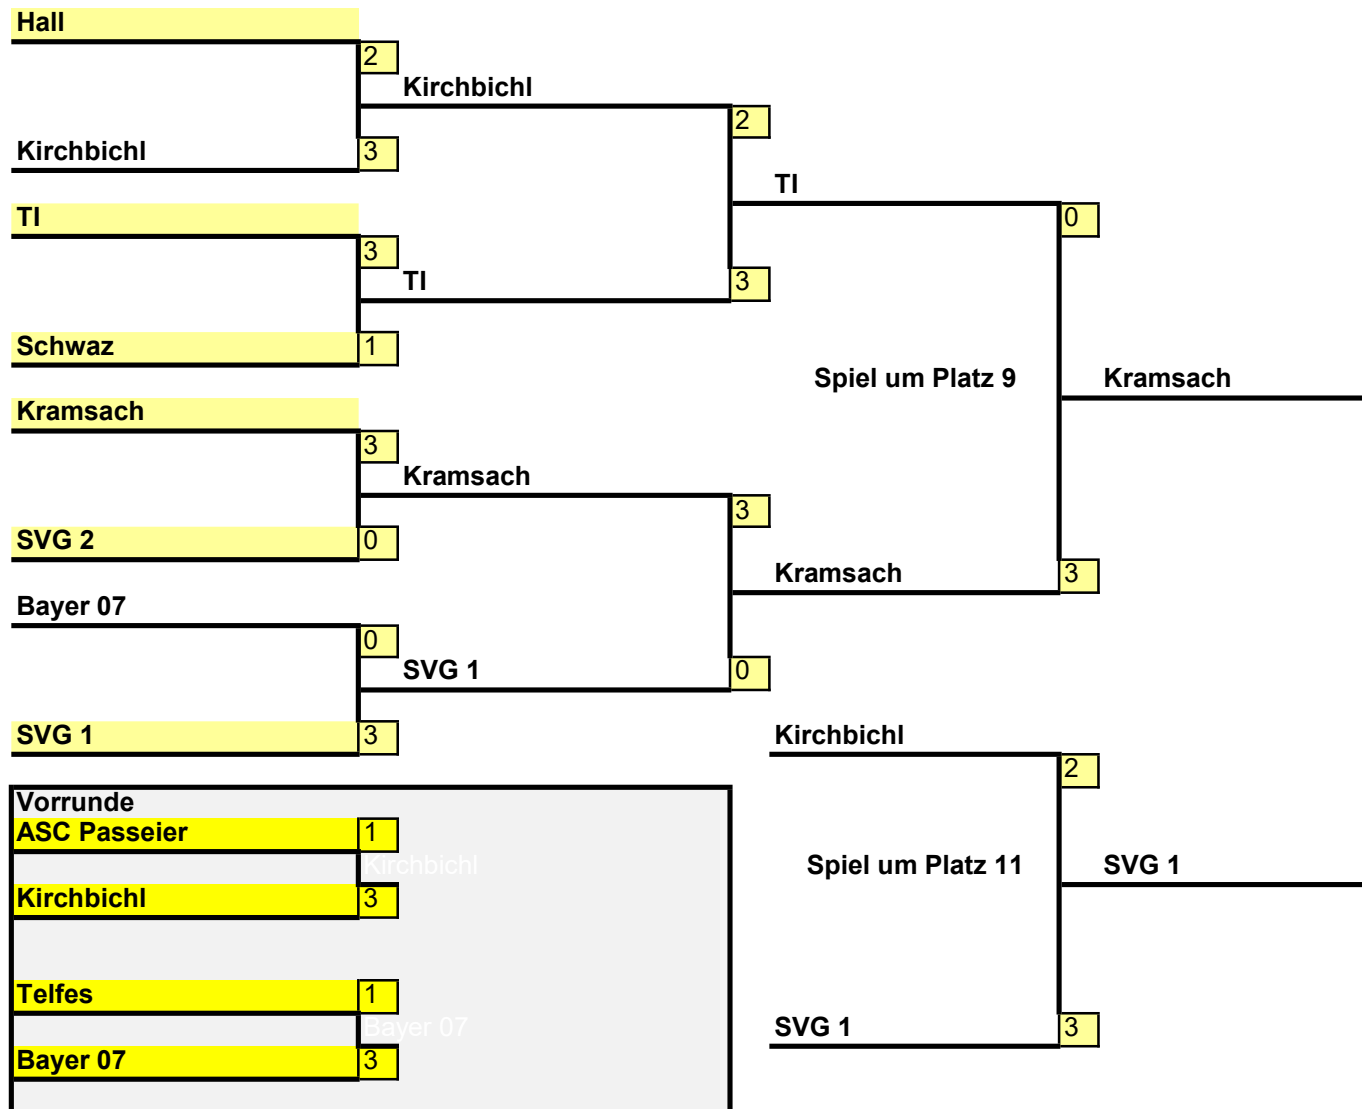 Hall
2
Kirchbichl
2
Kirchbichl
3
TI
0
TI
3
TI
3
Schwaz
1
Spiel um Platz 9
Kramsach
Kramsach
3
Kramsach
3
SVG 2
0
Kramsach
3
Bayer 07
0
SVG 1
0
SVG 1
3
Kirchbichl
2
Vorrunde
ASC Passeier
1
Kirchbichl
Kirchbichl
3
Spiel um Platz 11
SVG 1
Telfes
1
Bayer 07
Bayer 07
3
SVG 1
3